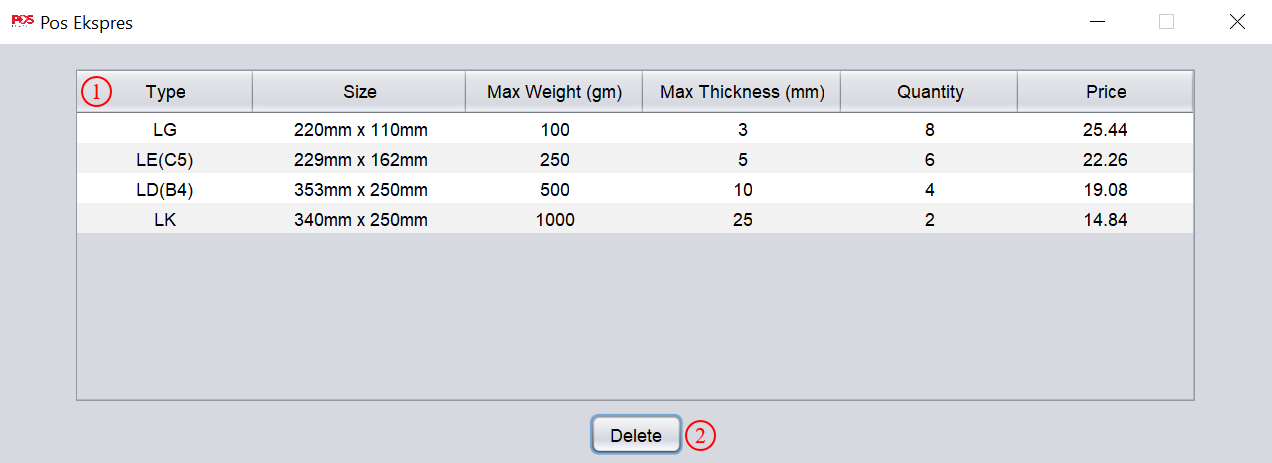 POS Pos Ekspres
1 Type Size Max Weight (gm) Max Thickness (mm) Quantity Price
LG 220mm x 110mm 100 3 8 25.44
LE(C5) 229mm x 162mm 250 5 6 22.26
LD(B4) 353mm x 250mm 500 10 4 19.08
LK 340mm x 250mm 1000 25 2 14.84
Delete 2